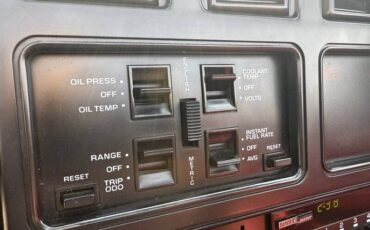 OIL PRESS
OFF
OIL TEMP
ENGLISH
METRIC
COOLANT
TEMP
OFF
VOLTS
RANGE
OFF
TRIP
ODO
RESET
INSTANT
FUEL RATE
OFF
AVG
RESET